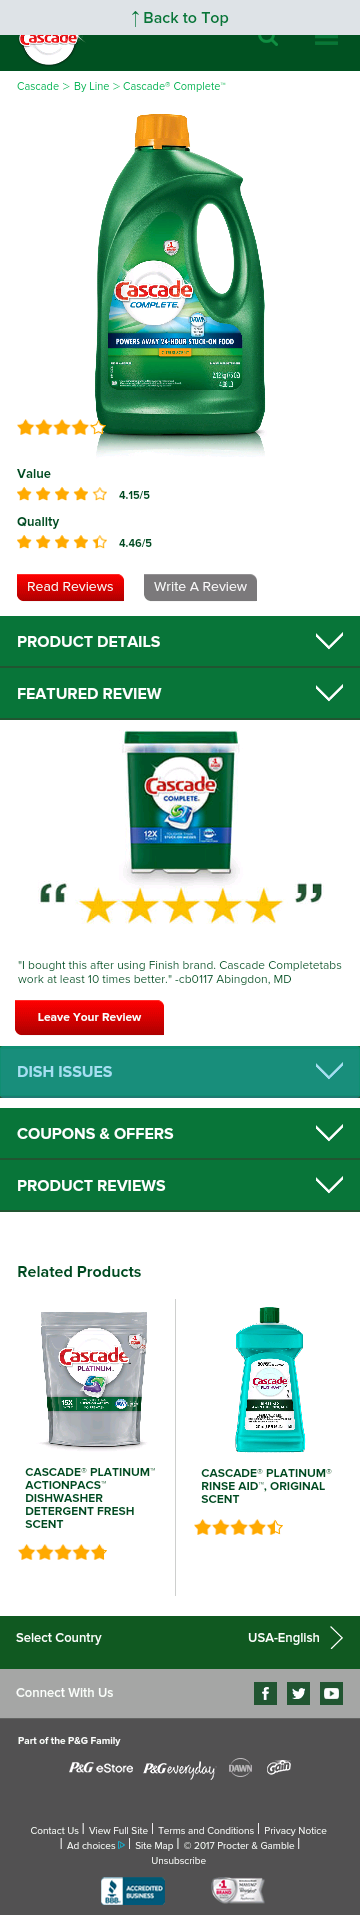 ↑ Back to Top
Cascade
Cascade > By Line > Cascade® Complete™
Cascade
COMPLETE.
DAWN
POWERS AWAY 24-HOUR STUCK-ON FOOD
Value
4.15/5
Quality
4.46/5
Read Reviews
Write A Review
PRODUCT DETAILS
FEATURED REVIEW
Cascade
COMPLETE.
12X
“ ”
"I bought this after using Finish brand. Cascade Completetabs
work at least 10 times better." -cb0117 Abingdon, MD
Leave Your Review
DISH ISSUES
COUPONS & OFFERS
PRODUCT REVIEWS
Related Products
Cascade
PLATINUM.
15X
Cascade
CASCADE® PLATINUM™
ACTIONPACS™
DISHWASHER
DETERGENT FRESH
SCENT
CASCADE® PLATINUM®
RINSE AID™, ORIGINAL
SCENT
Select Country
USA-English
Connect With Us
Part of the P&G Family
P&G eStore
P&G everyday
DAWN
Gain
Contact Us | View Full Site | Terms and Conditions | Privacy Notice
| Ad choices | Site Map | © 2017 Procter & Gamble |
Unsubscribe
BBB.
ACCREDITED
BUSINESS